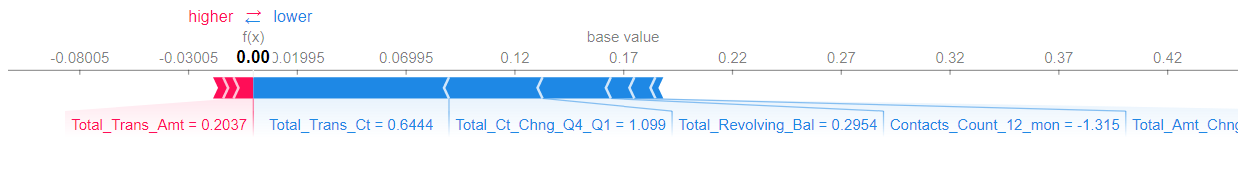 higher ⇄ lower
f(x) base value
-0.08005 -0.03005 0.00 0.01995 0.06995 0.12 0.17 0.22 0.27 0.32 0.37 0.42
Total_Trans_Amt = 0.2037 Total_Trans_Ct = 0.6444 Total_Ct_Chng_Q4_Q1 = 1.099 Total_Revolving_Bal = 0.2954 Contacts_Count_12_mon = -1.315 Total_Amt_Chng